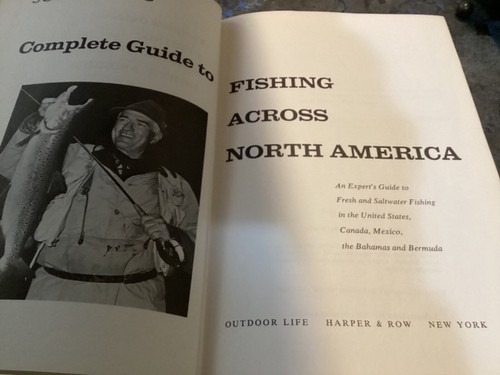 Complete Guide to
FISHING
ACROSS
NORTH AMERICA
An Expert's Guide to
Fresh and Saltwater Fishing
in the United States,
Canada, Mexico,
the Bahamas and Bermuda
OUTDOOR LIFE HARPER & ROW NEW YORK